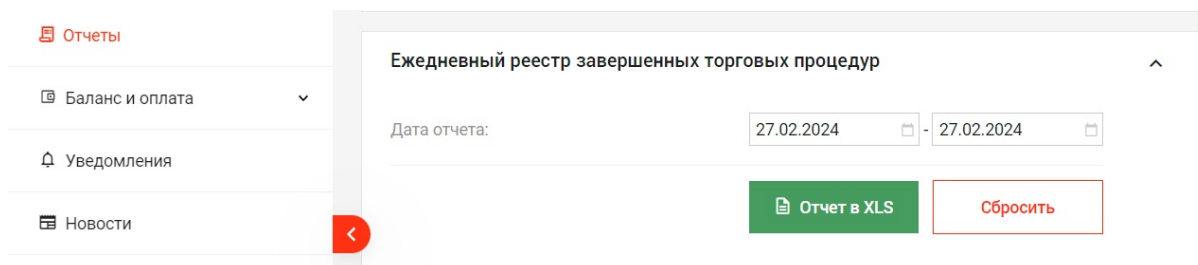 Отчеты
Баланс и оплата
Уведомления
Новости
Ежедневный реестр завершенных торговых процедур
Дата отчета: 27.02.2024 - 27.02.2024
Отчет в XLS Сбросить